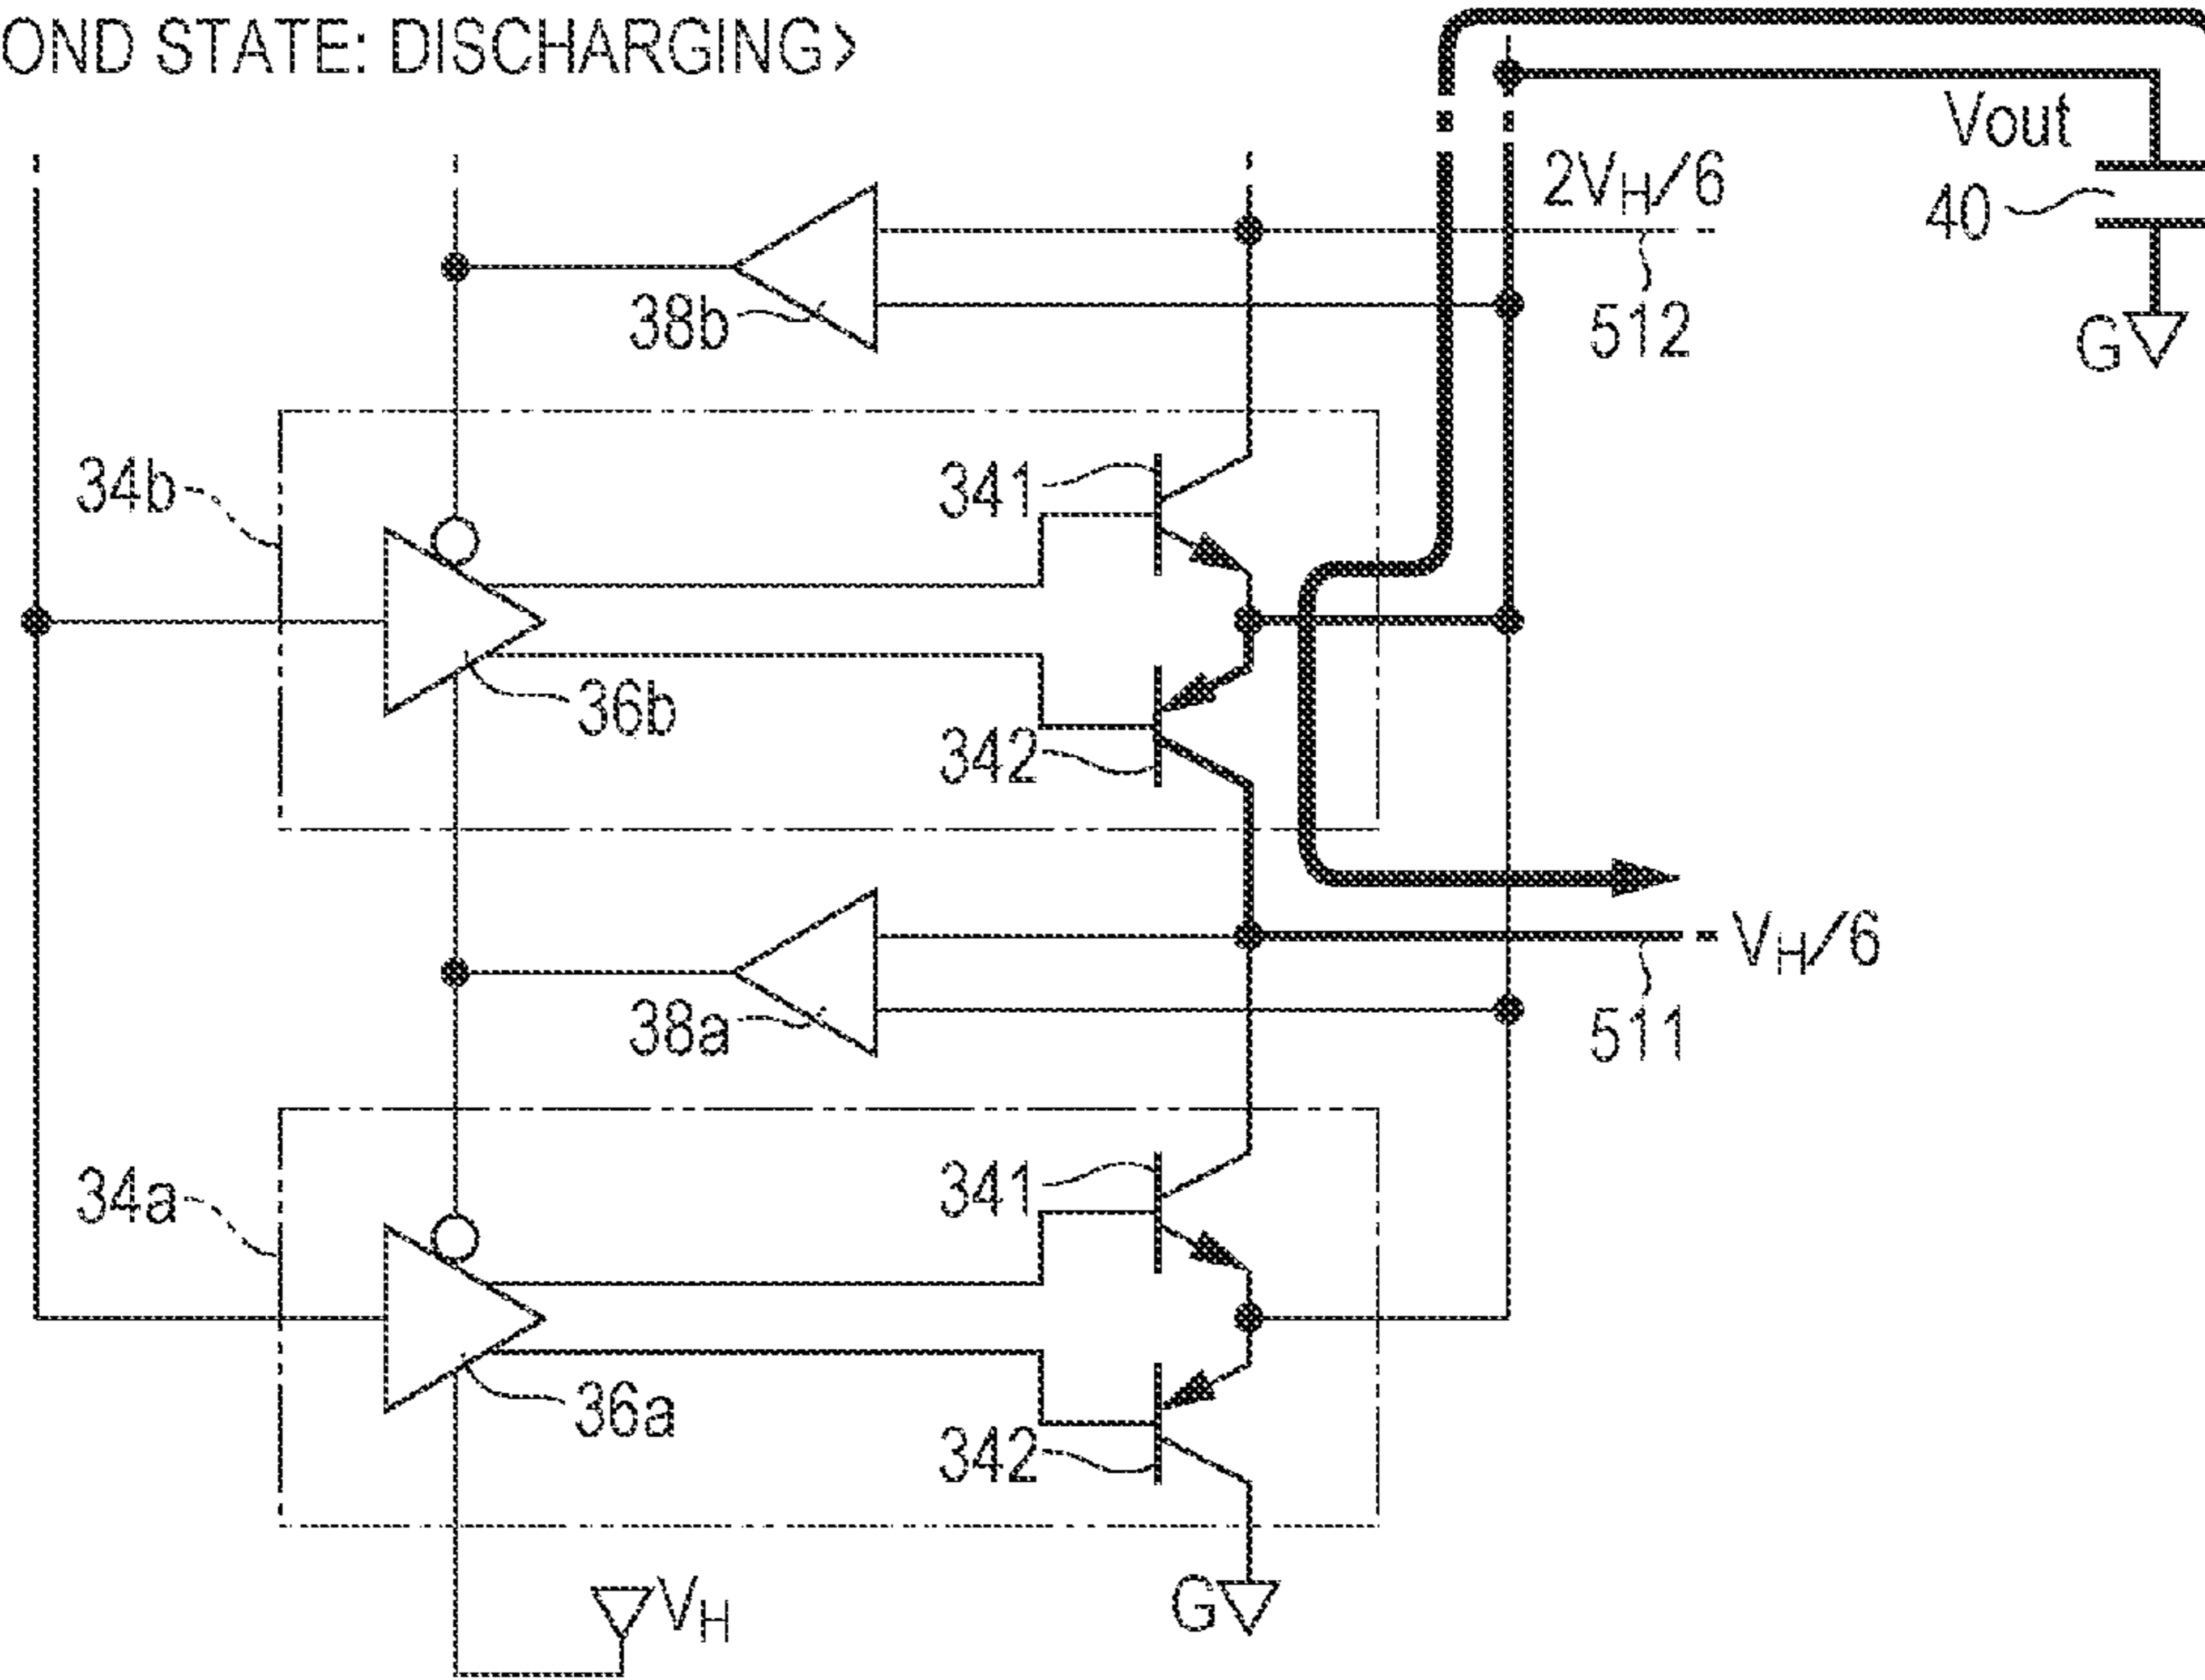 OND STATE: DISCHARGING>
Vout
2VH/6
40
38b
512
G
34b
341
36b
342
VH/6
38a
511
34a
341
36a
342
VH
G